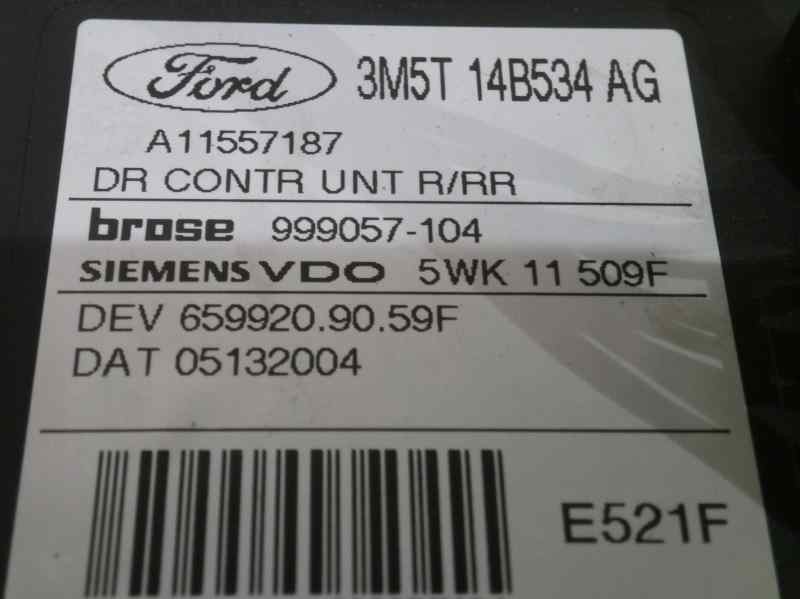 Ford 3M5T 14B534 AG
A11557187
DR CONTR UNT R/RR
brose 999057-104
SIEMENS VDO 5WK 11 509F
DEV 659920.90.59F
DAT 05132004
E521F